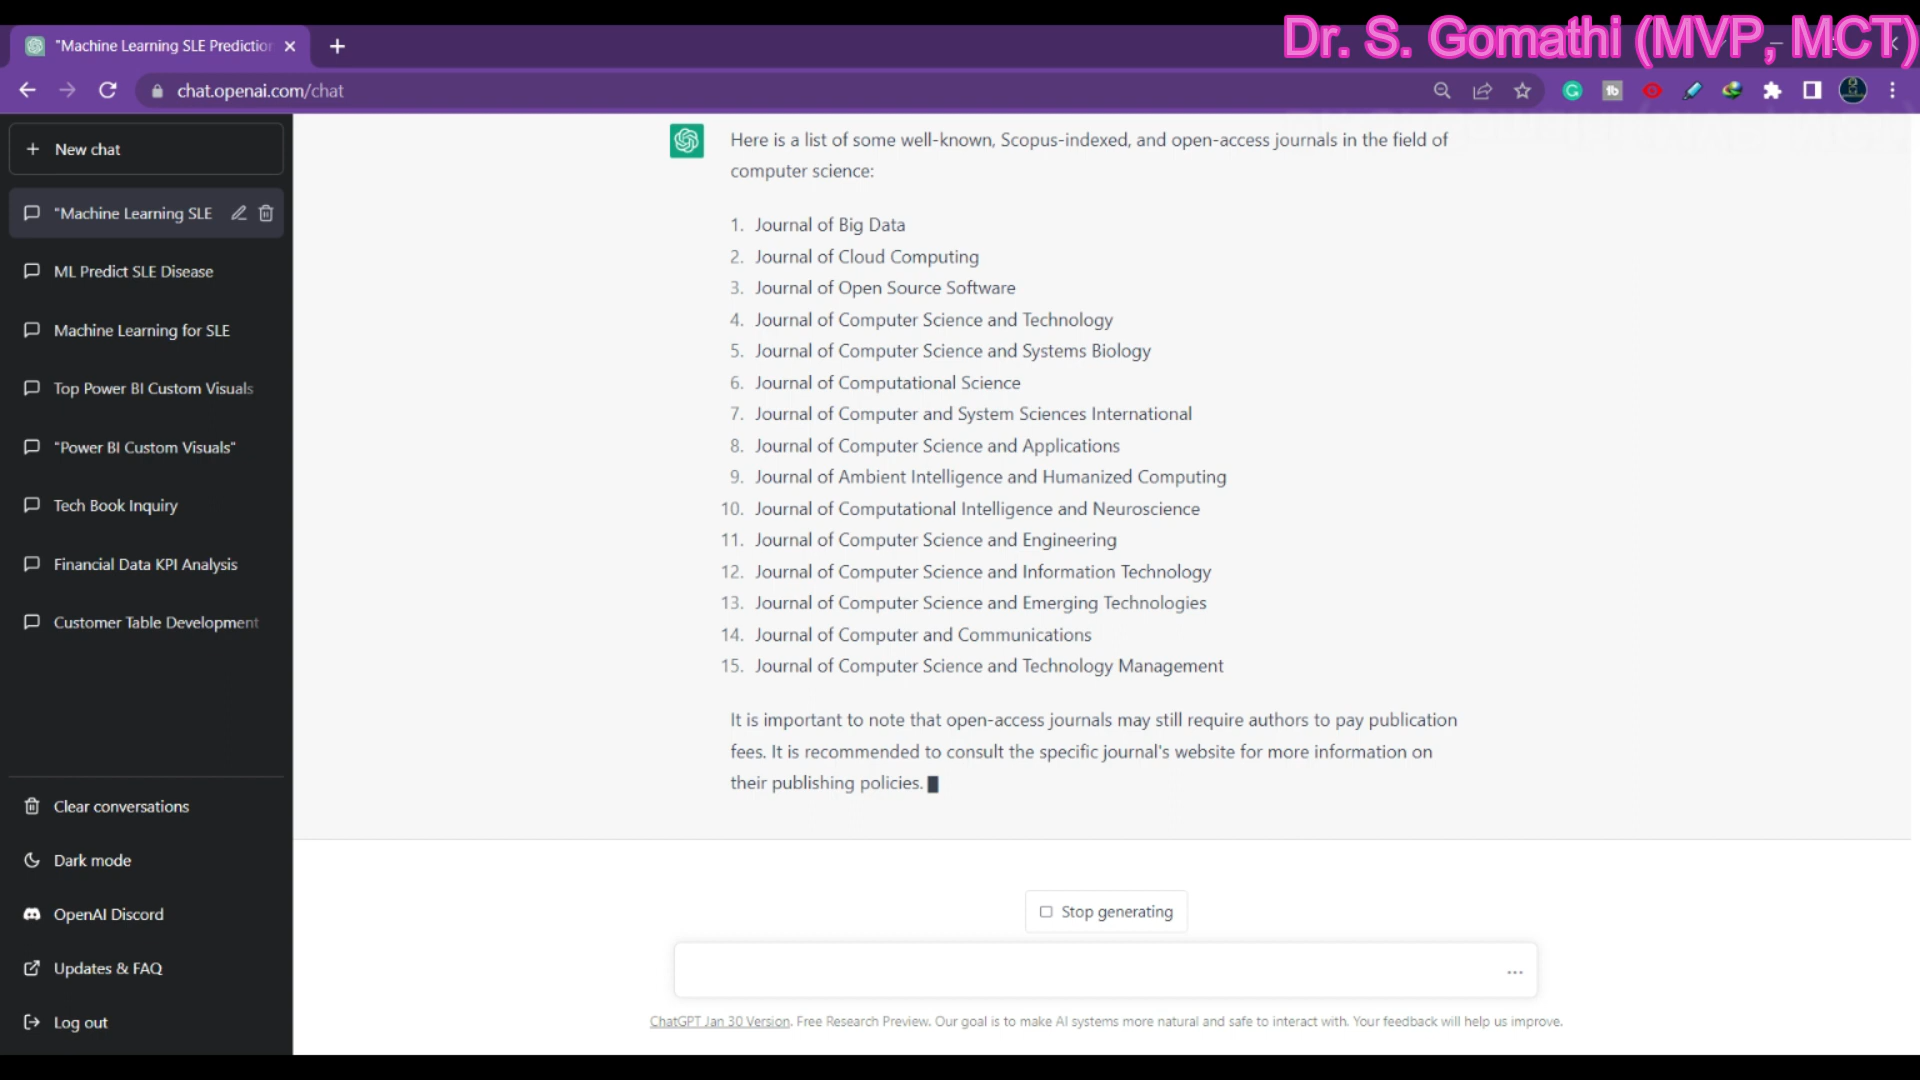 Dr. S. Gomathi (MVP, MCT)
"Machine Learning SLE Prediction
chat.openai.com/chat
New chat
"Machine Learning SLE
ML Predict SLE Disease
Machine Learning for SLE
Top Power BI Custom Visuals
"Power BI Custom Visuals"
Tech Book Inquiry
Financial Data KPI Analysis
Customer Table Development
Clear conversations
Dark mode
OpenAI Discord
Updates & FAQ
Log out
Here is a list of some well-known, Scopus-indexed, and open-access journals in the field of
computer science:
1. Journal of Big Data
2. Journal of Cloud Computing
3. Journal of Open Source Software
4. Journal of Computer Science and Technology
5. Journal of Computer Science and Systems Biology
6. Journal of Computational Science
7. Journal of Computer and System Sciences International
8. Journal of Computer Science and Applications
9. Journal of Ambient Intelligence and Humanized Computing
10. Journal of Computational Intelligence and Neuroscience
11. Journal of Computer Science and Engineering
12. Journal of Computer Science and Information Technology
13. Journal of Computer Science and Emerging Technologies
14. Journal of Computer and Communications
15. Journal of Computer Science and Technology Management
It is important to note that open-access journals may still require authors to pay publication
fees. It is recommended to consult the specific journal's website for more information on
their publishing policies.
Stop generating
ChatGPT Jan 30 Version. Free Research Preview. Our goal is to make AI systems more natural and safe to interact with. Your feedback will help us improve.